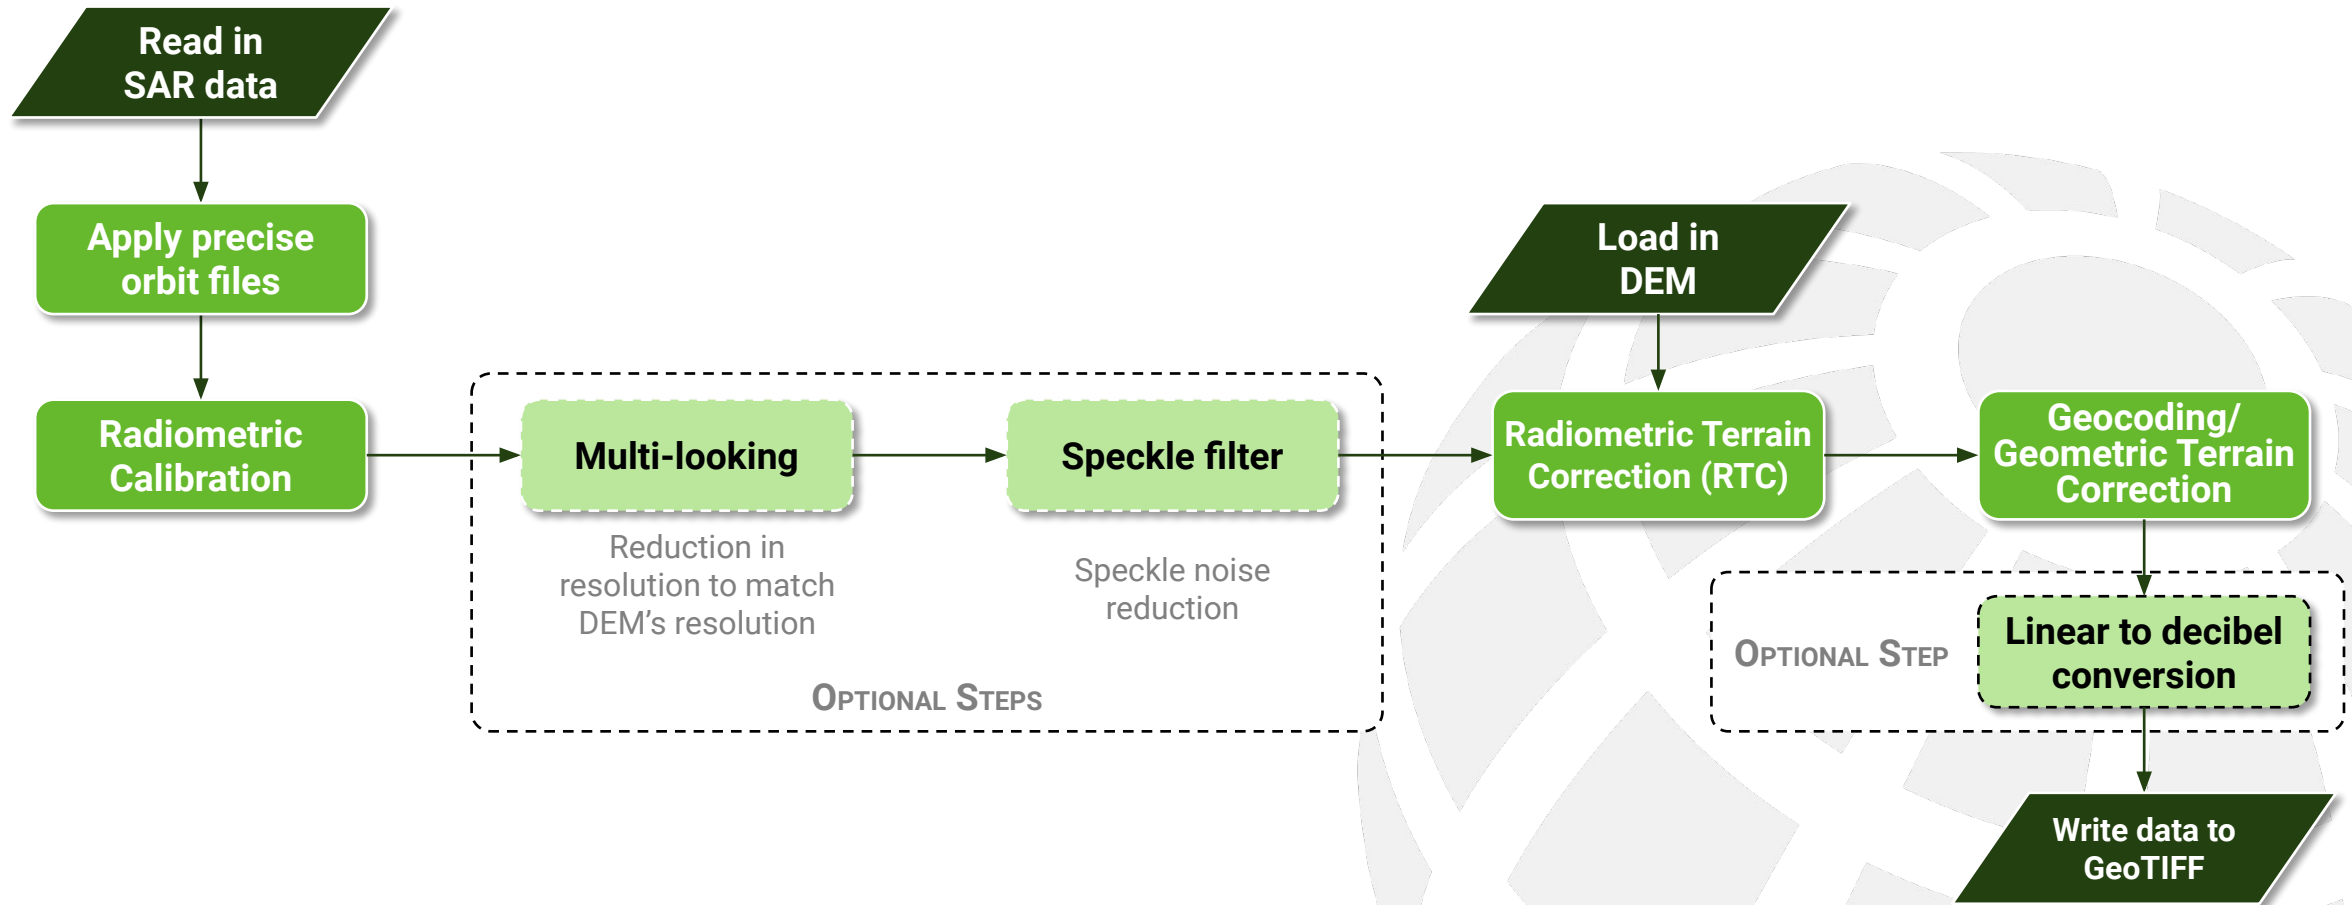 Read in
SAR data
Apply precise
orbit files
Radiometric
Calibration
Multi-looking
Reduction in
resolution to match
DEM’s resolution
Speckle filter
Speckle noise
reduction
Optional Steps
Load in
DEM
Radiometric Terrain
Correction (RTC)
Geocoding/
Geometric Terrain
Correction
Optional Step
Linear to decibel
conversion
Write data to
GeoTIFF